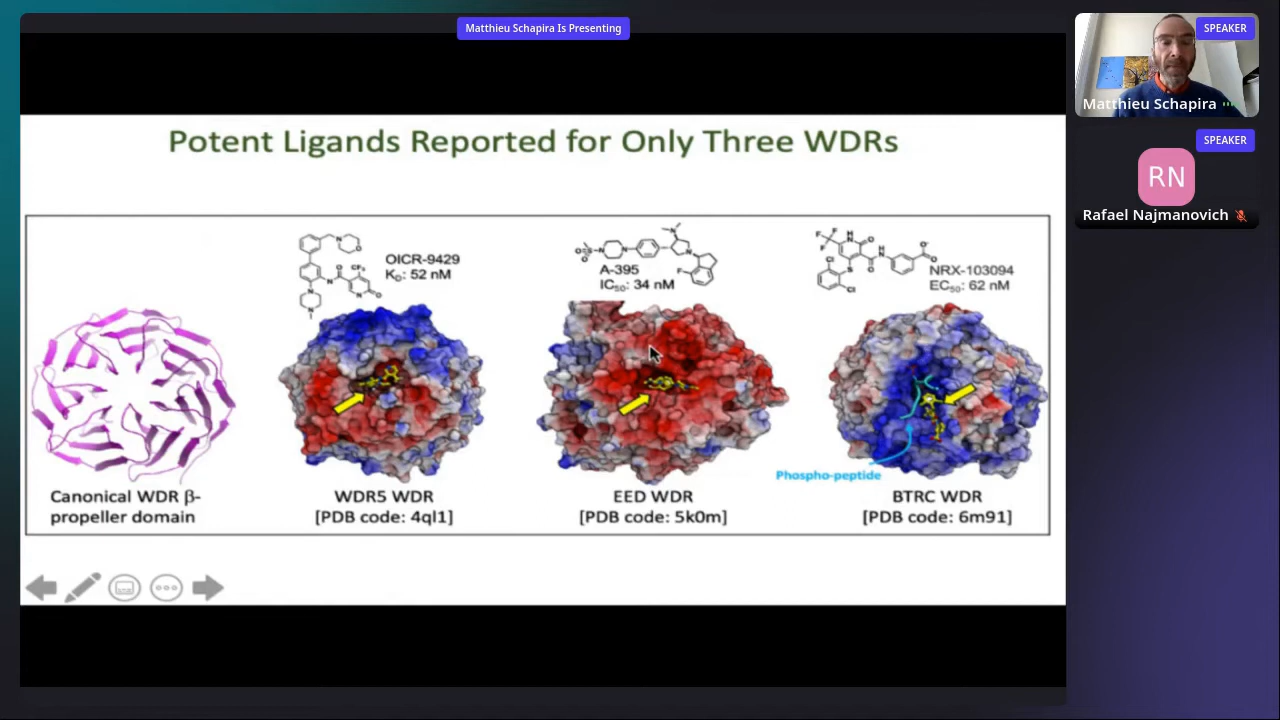 Matthieu Schapira Is Presenting
SPEAKER
Matthieu Schapira
SPEAKER
RN
Rafael Najmanovich
Potent Ligands Reported for Only Three WDRs
OICR-9429
K_D: 52 nM
A-395
IC₅₀: 34 nM
NRX-103094
EC₅₀: 62 nM
Phospho-peptide
Canonical WDR β-
propeller domain
WDR5 WDR
[PDB code: 4ql1]
EED WDR
[PDB code: 5k0m]
BTRC WDR
[PDB code: 6m91]